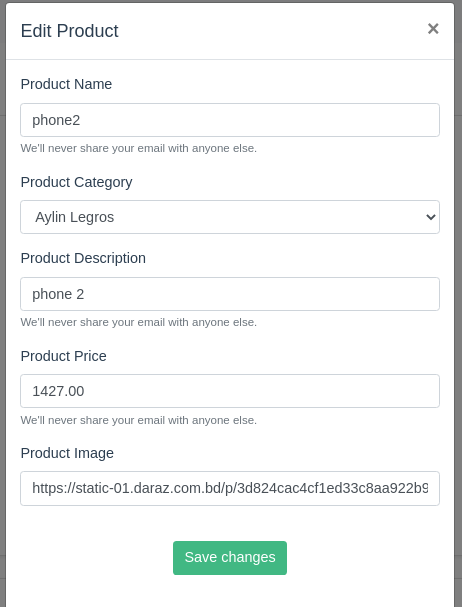 Edit Product ×
Product Name
phone2
We'll never share your email with anyone else.
Product Category
Aylin Legros
Product Description
phone 2
We'll never share your email with anyone else.
Product Price
1427.00
We'll never share your email with anyone else.
Product Image
https://static-01.daraz.com.bd/p/3d824cac4cf1ed33c8aa922b9
Save changes